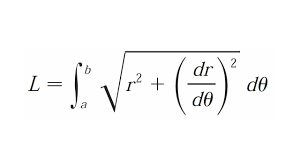 L = ∫_a^b √(r² + (dr/dθ)²) dθ